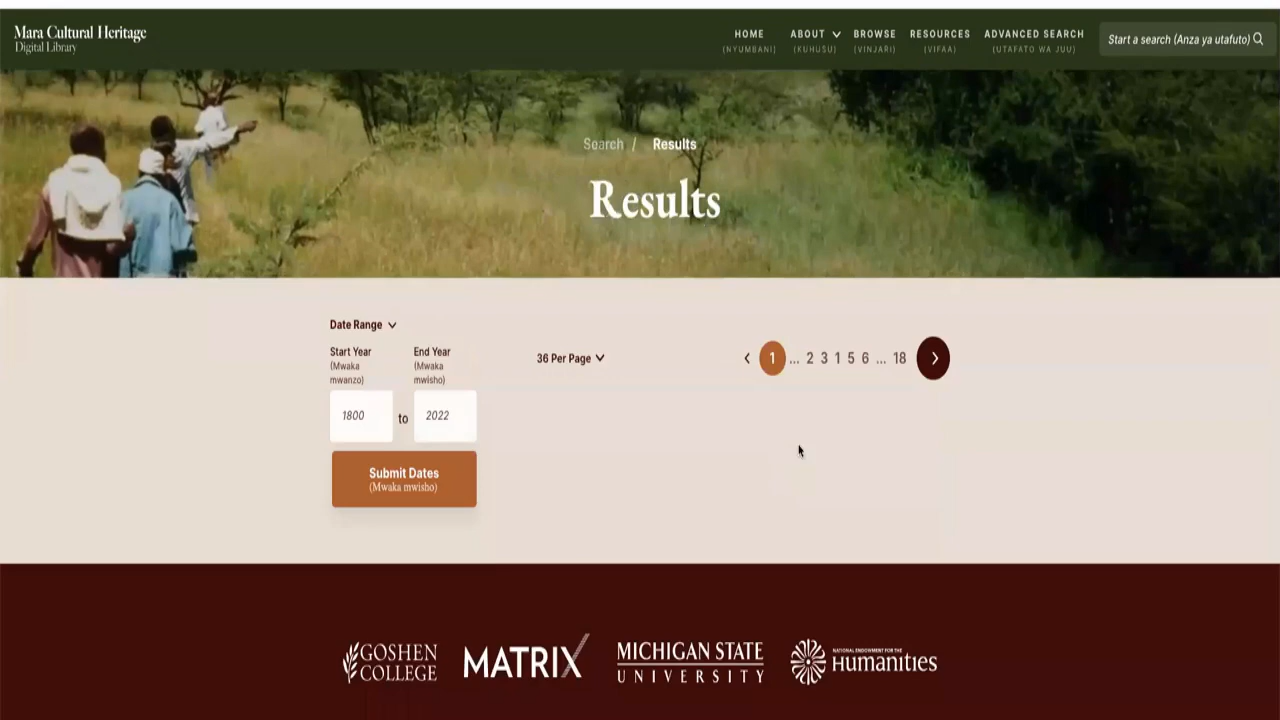 Mara Cultural Heritage
Digital Library
HOME
(NYUMBANI)
ABOUT
(KUHUSU)
BROWSE
(VINJARI)
RESOURCES
(VIFAA)
ADVANCED SEARCH
(UTAFATO WA JUU)
Start a search (Anza ya utafuto)
Search / Results
Results
Date Range
Start Year
(Mwaka
mwanzo)
End Year
(Mwaka
mwisho)
1800 to 2022
Submit Dates
(Mwaka mwisho)
36 Per Page
1 ... 2 3 1 5 6 ... 18
GOSHEN
COLLEGE
MATRIX
MICHIGAN STATE
UNIVERSITY
NATIONAL ENDOWMENT FOR THE
Humanities